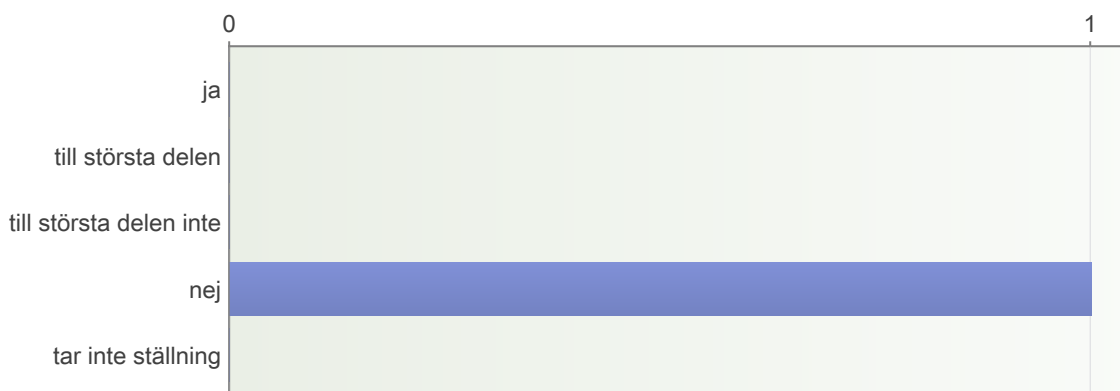 0 1
ja
till största delen
till största delen inte
nej
tar inte ställning